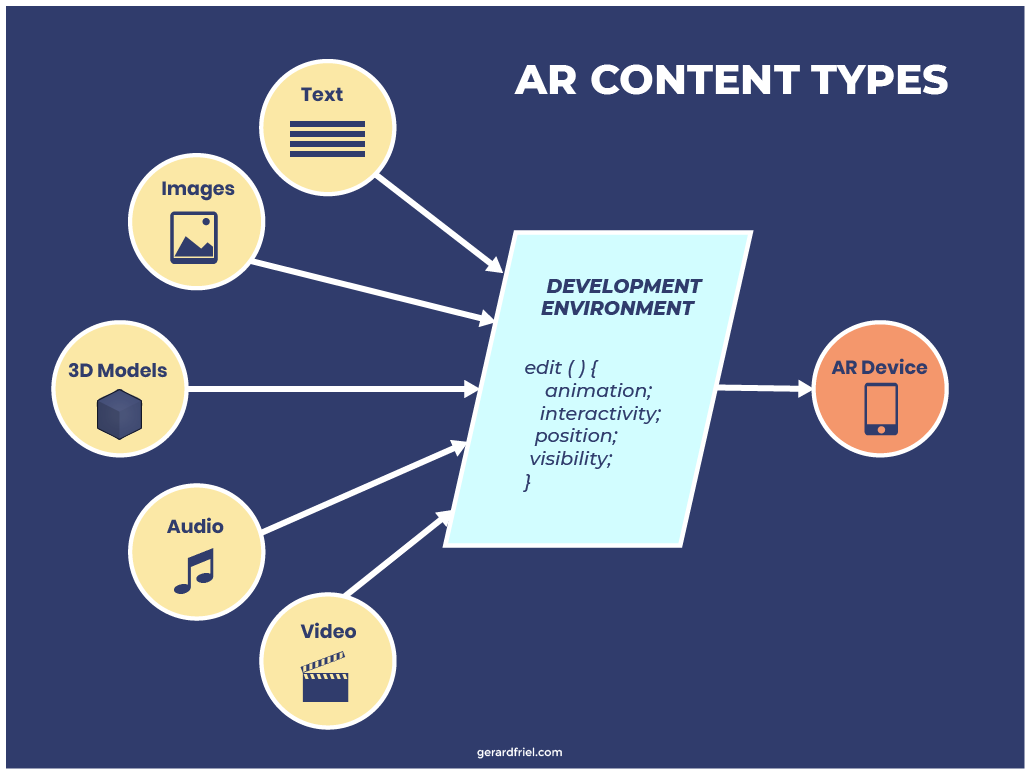 AR CONTENT TYPES
Text
Images
3D Models
Audio
Video
DEVELOPMENT
ENVIRONMENT
edit ( ) {
animation;
interactivity;
position;
visibility;
}
AR Device
gerardfriel.com